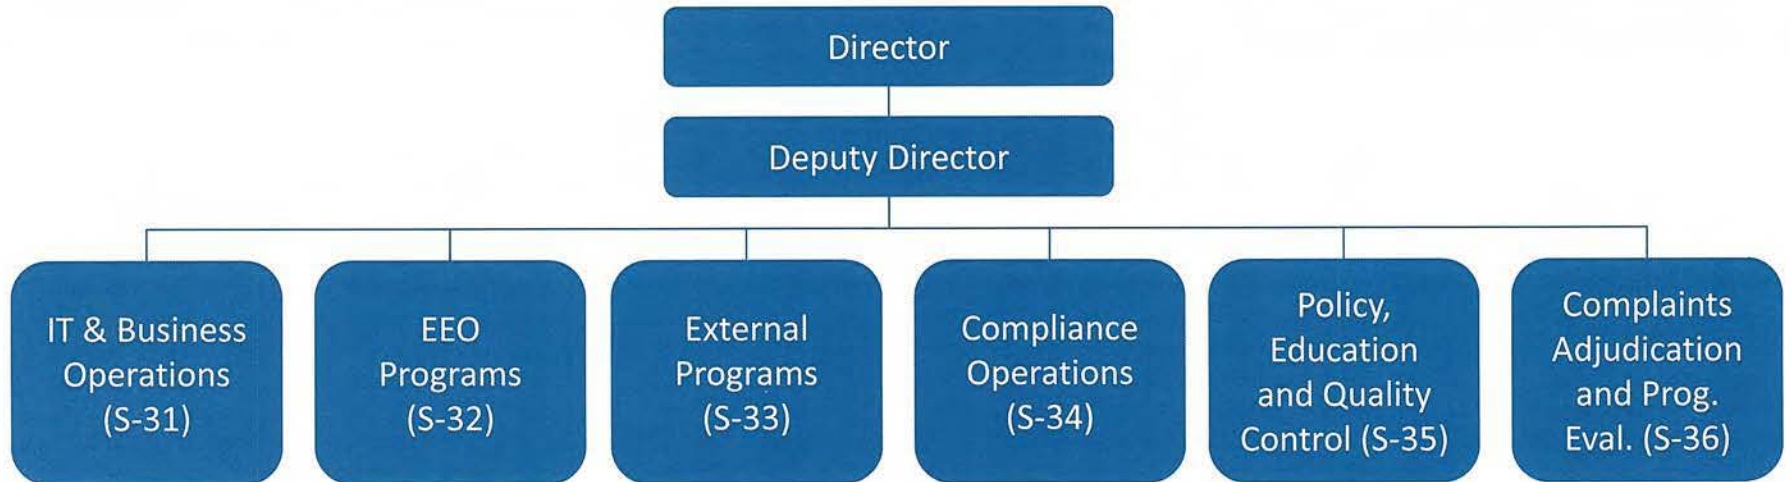 Director
Deputy Director
IT & Business
Operations
(S-31)
EEO
Programs
(S-32)
External
Programs
(S-33)
Compliance
Operations
(S-34)
Policy,
Education
and Quality
Control (S-35)
Complaints
Adjudication
and Prog.
Eval. (S-36)